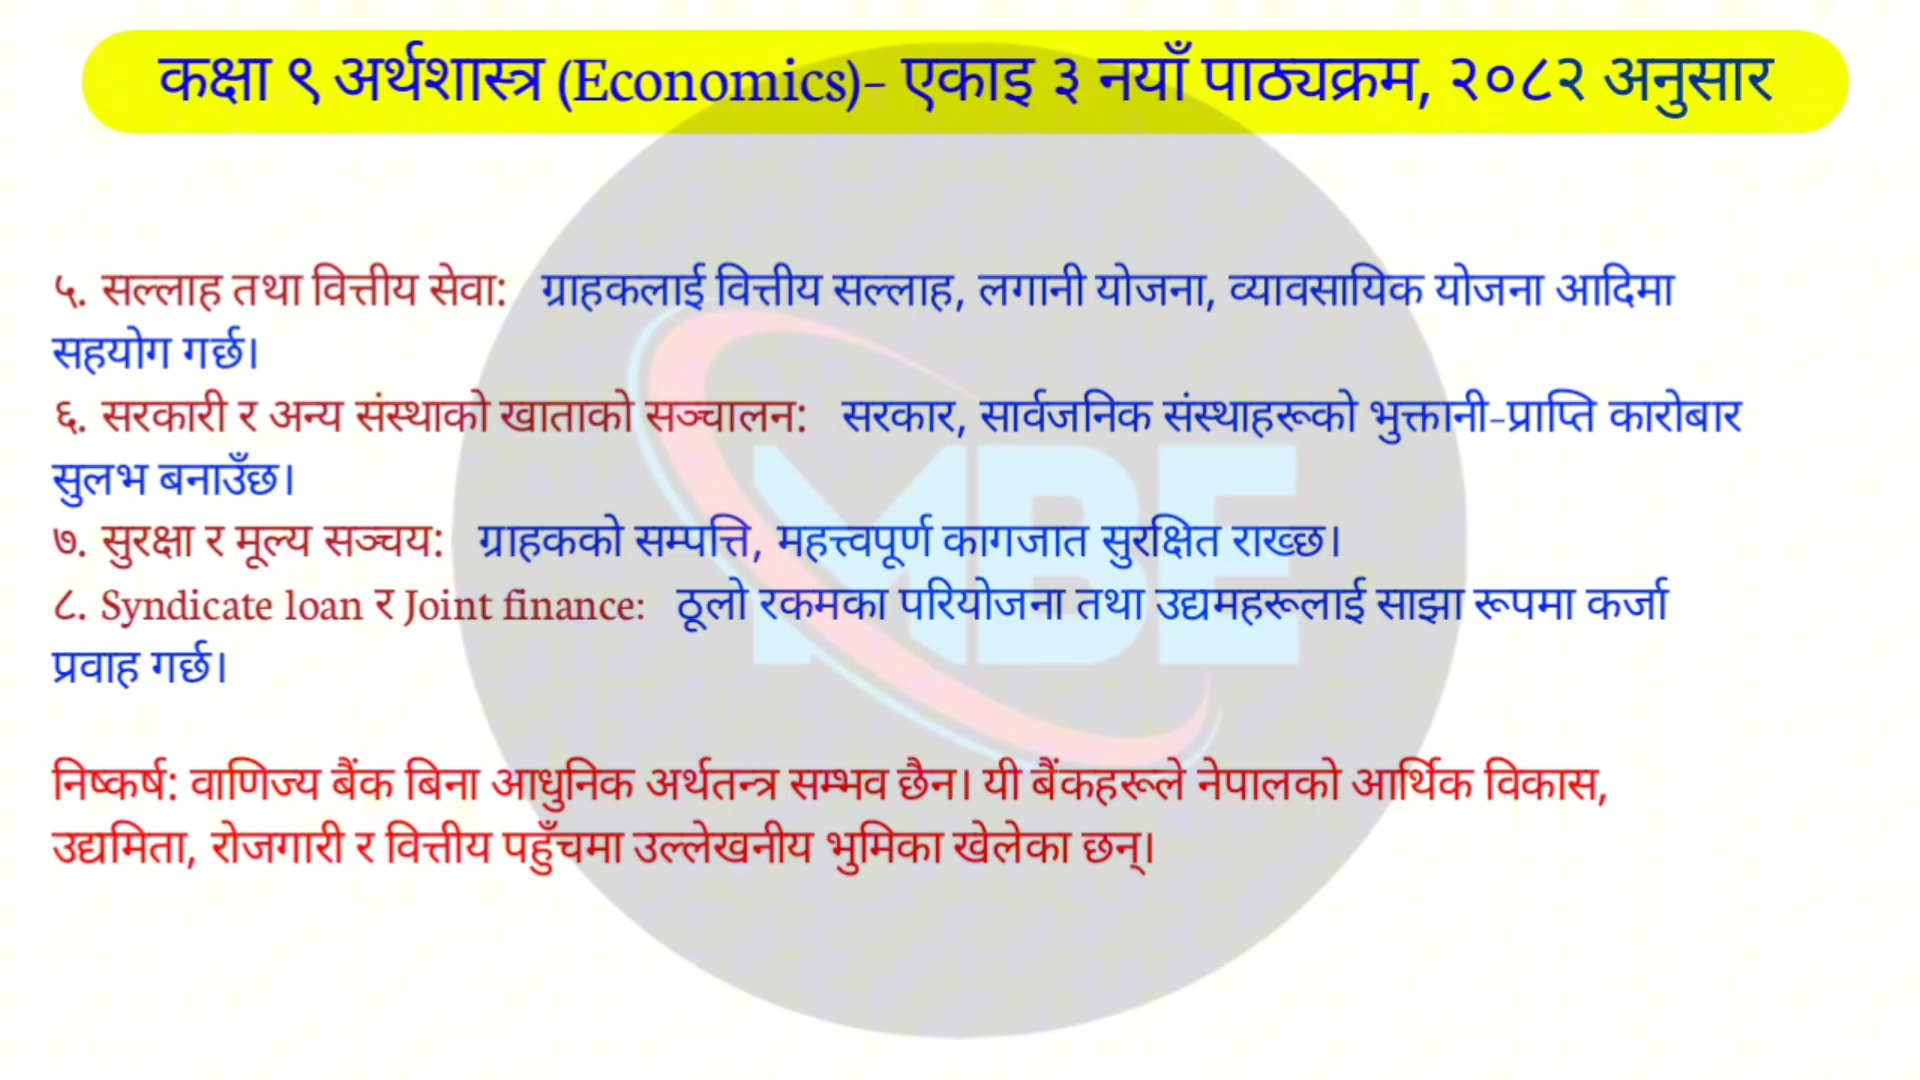 कक्षा ९ अर्थशास्त्र (Economics)- एकाइ ३ नयाँ पाठ्यक्रम, २०८२ अनुसार
५. सल्लाह तथा वित्तीय सेवा: ग्राहकलाई वित्तीय सल्लाह, लगानी योजना, व्यावसायिक योजना आदिमा
सहयोग गर्छ।
६. सरकारी र अन्य संस्थाको खाताको सञ्चालन: सरकार, सार्वजनिक संस्थाहरूको भुक्तानी-प्राप्ति कारोबार
सुलभ बनाउँछ।
७. सुरक्षा र मूल्य सञ्चय: ग्राहकको सम्पत्ति, महत्त्वपूर्ण कागजात सुरक्षित राख्छ।
८. Syndicate loan र Joint finance: ठूलो रकमका परियोजना तथा उद्यमहरूलाई साझा रूपमा कर्जा
प्रवाह गर्छ।
MBE
निष्कर्ष: वाणिज्य बैंक बिना आधुनिक अर्थतन्त्र सम्भव छैन। यी बैंकहरूले नेपालको आर्थिक विकास,
उद्यमिता, रोजगारी र वित्तीय पहुँचमा उल्लेखनीय भुमिका खेलेका छन्।